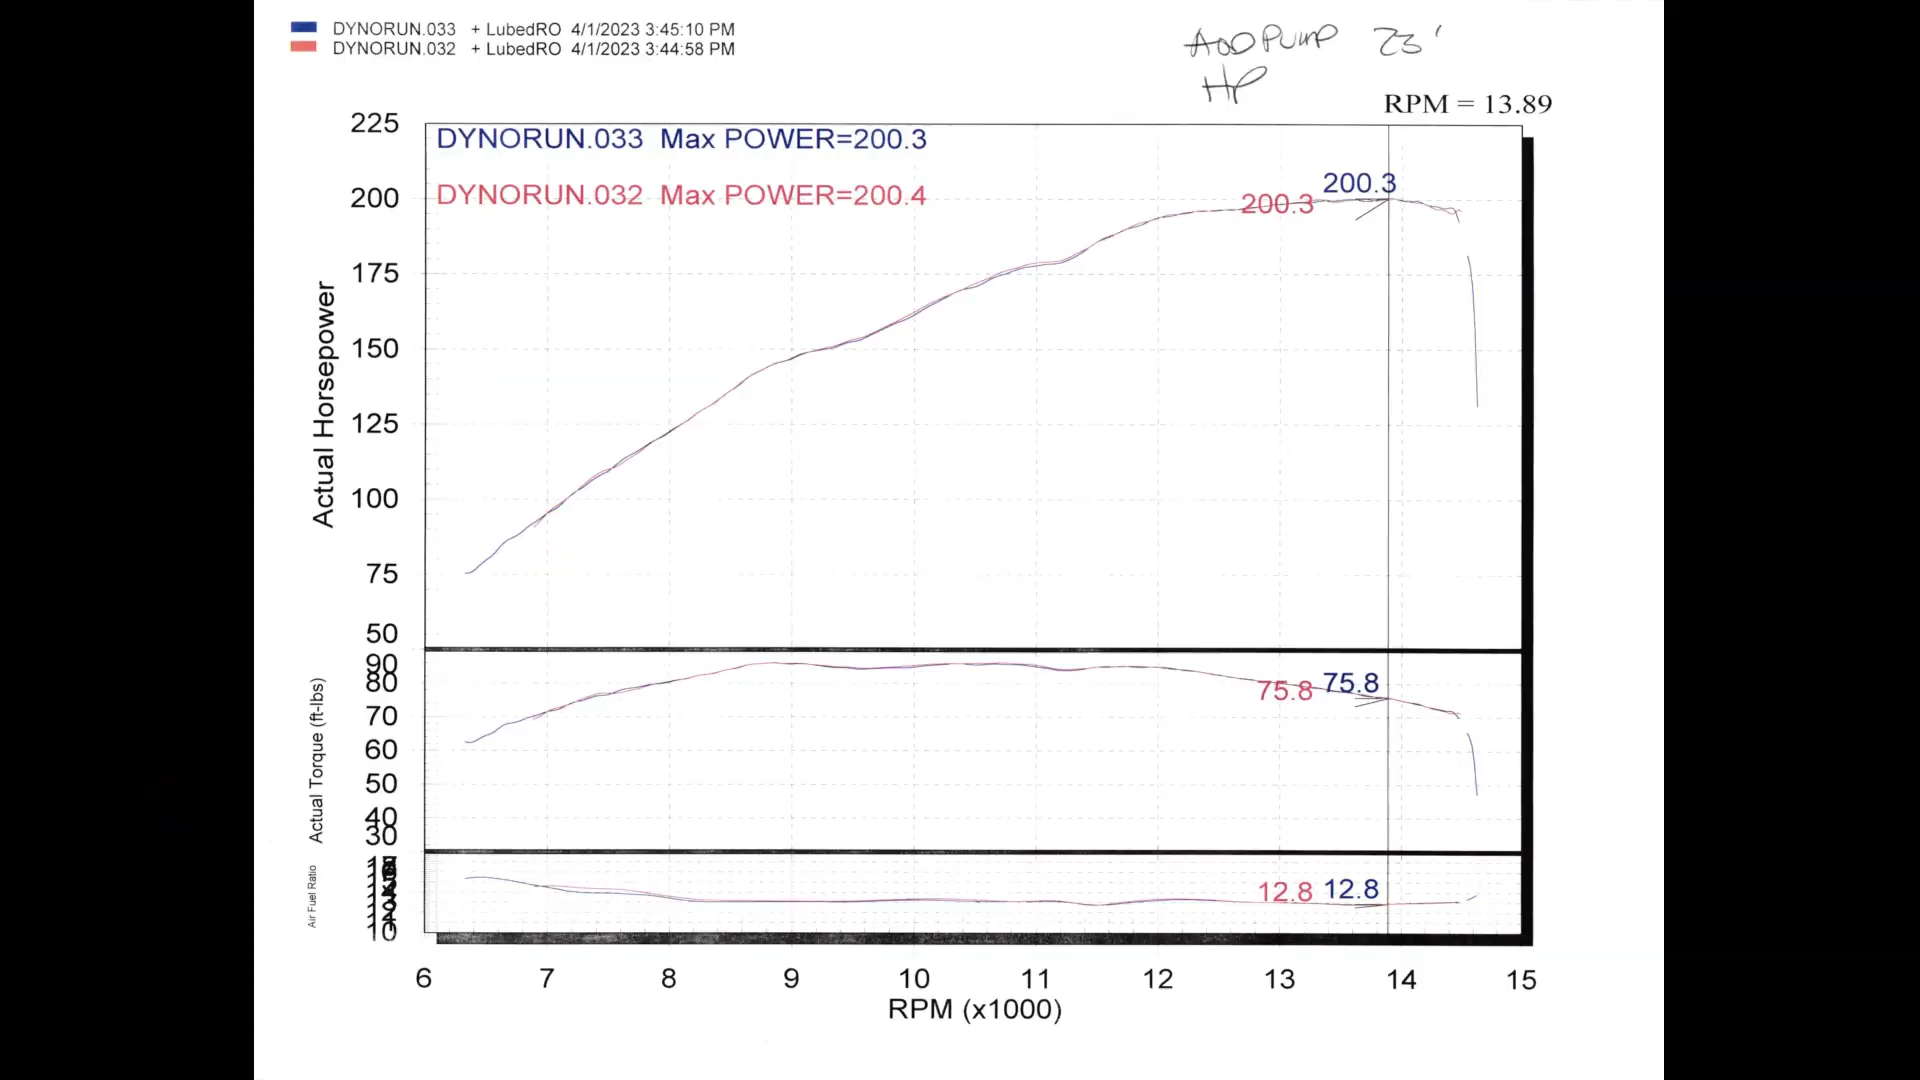 DYNORUN.033 + LubedRO 4/1/2023 3:45:10 PM
DYNORUN.032 + LubedRO 4/1/2023 3:44:58 PM
ADD PUMP 23'
HP
RPM = 13.89
DYNORUN.033 Max POWER=200.3
DYNORUN.032 Max POWER=200.4
200.3
200.3
225
200
175
150
125
100
75
50
Actual Horsepower
90
80
70
60
50
40
30
Actual Torque (ft-lbs)
75.8 75.8
Air Fuel Ratio
10
12.8 12.8
6 7 8 9 10 11 12 13 14 15
RPM (x1000)